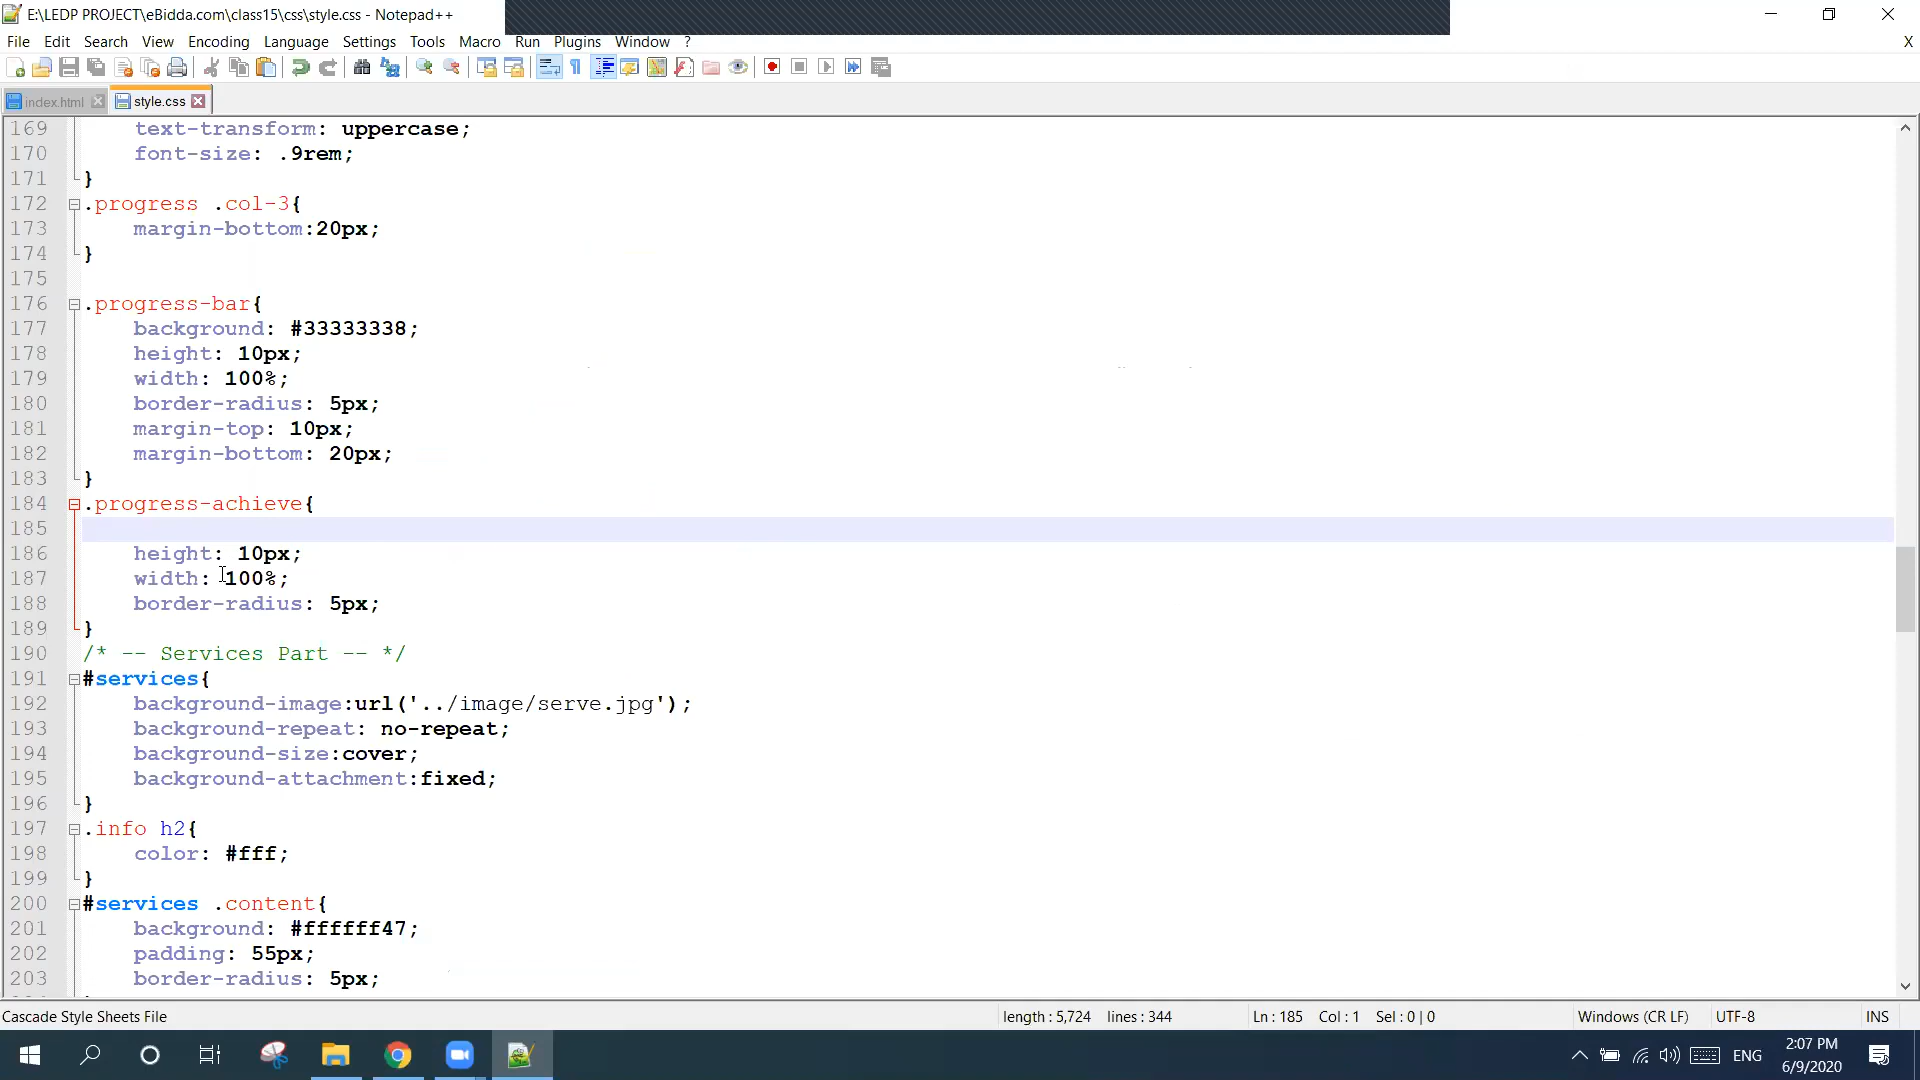 E:\LEDP PROJECT\eBidda.com\class15\css\style.css - Notepad++
File Edit Search View Encoding Language Settings Tools Macro Run Plugins Window ? X
index.html style.css
169 text-transform: uppercase;
170 font-size: .9rem;
171 }
172 .progress .col-3{
173 margin-bottom:20px;
174 }
175
176 .progress-bar{
177 background: #33333338;
178 height: 10px;
179 width: 100%;
180 border-radius: 5px;
181 margin-top: 10px;
182 margin-bottom: 20px;
183 }
184 .progress-achieve{
185
186 height: 10px;
187 width: 100%;
188 border-radius: 5px;
189 }
190 /* -- Services Part -- */
191 #services{
192 background-image:url('../image/serve.jpg');
193 background-repeat: no-repeat;
194 background-size:cover;
195 background-attachment:fixed;
196 }
197 .info h2{
198 color: #fff;
199 }
200 #services .content{
201 background: #ffffff47;
202 padding: 55px;
203 border-radius: 5px;
Cascade Style Sheets File length : 5,724 lines : 344 Ln : 185 Col : 1 Sel : 0 | 0 Windows (CR LF) UTF-8 INS
ENG 2:07 PM
6/9/2020